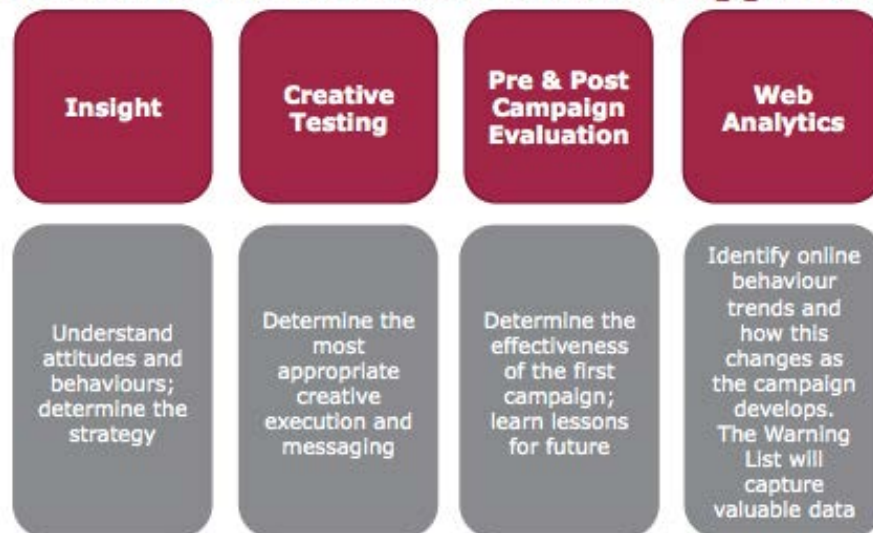 Insight
Creative
Testing
Pre & Post
Campaign
Evaluation
Web
Analytics
Understand
attitudes and
behaviours;
determine the
strategy
Determine the
most
appropriate
creative
execution and
messaging
Determine the
effectiveness
of the first
campaign;
learn lessons
for future
Identify online
behaviour
trends and
how this
changes as
the campaign
develops.
The Warning
List will
capture
valuable data